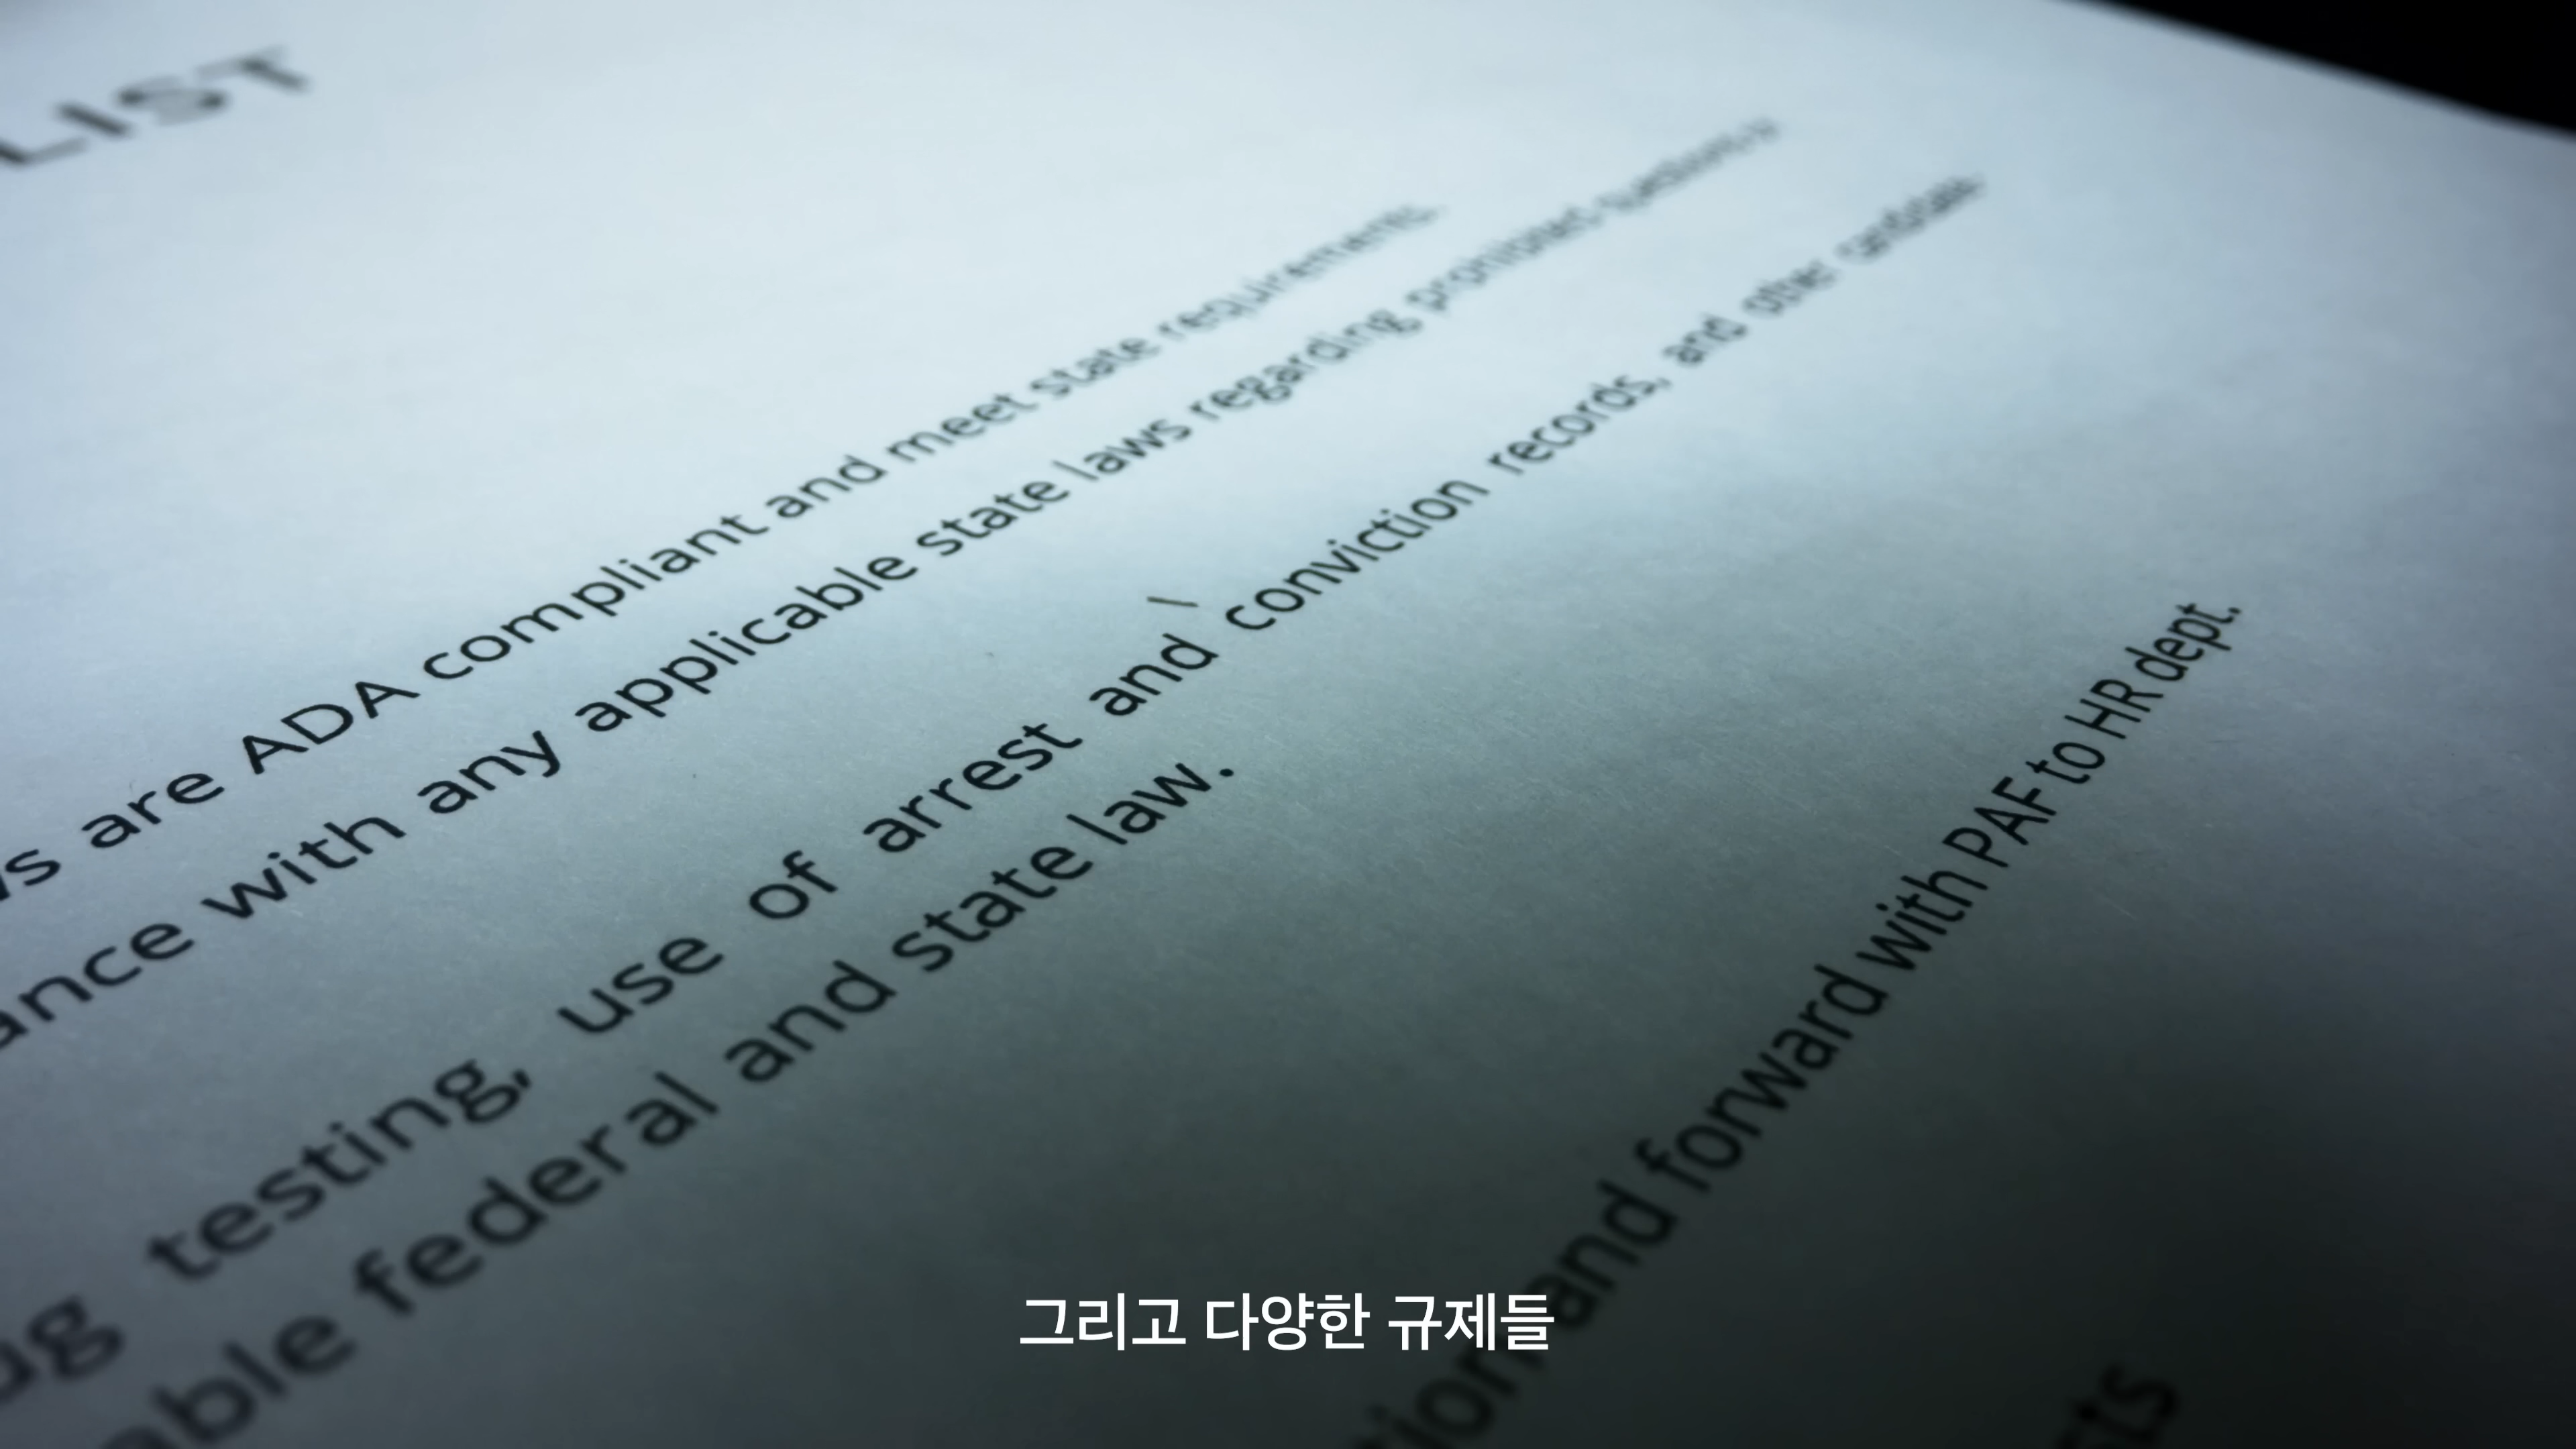 LIST
are ADA compliant and meet state requirements.
with any applicable state laws regarding prohibited questions
testing, use of arrest and conviction records, and other candidate
able federal and state law.
and forward with PAF to HR dept.
그리고 다양한 규제들